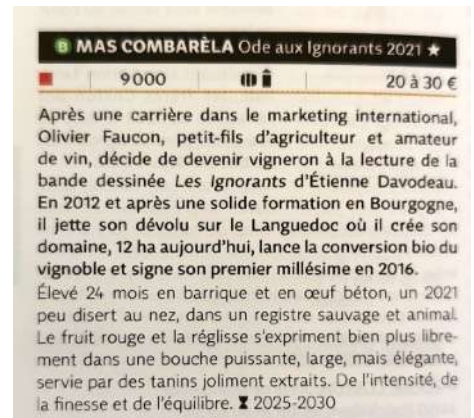 B MAS COMBARÈLA Ode aux Ignorants 2021 ★
9000 20 à 30 €
Après une carrière dans le marketing international,
Olivier Faucon, petit-fils d'agriculteur et amateur
de vin, décide de devenir vigneron à la lecture de la
bande dessinée Les Ignorants d'Étienne Davodeau.
En 2012 et après une solide formation en Bourgogne,
il jette son dévolu sur le Languedoc où il crée son
domaine, 12 ha aujourd'hui, lance la conversion bio du
vignoble et signe son premier millésime en 2016.
Élevé 24 mois en barrique et en œuf béton, un 2021
peu disert au nez, dans un registre sauvage et animal.
Le fruit rouge et la réglisse s'expriment bien plus libre-
ment dans une bouche puissante, large, mais élégante,
servie par des tanins joliment extraits. De l'intensité, de
la finesse et de l'équilibre. 2025-2030